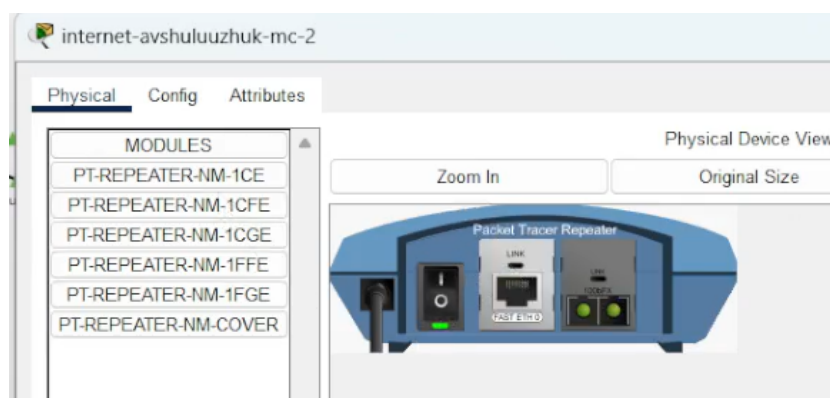 internet-avshuluuzhuk-mc-2
Physical Config Attributes
MODULES
PT-REPEATER-NM-1CE
PT-REPEATER-NM-1CFE
PT-REPEATER-NM-1CGE
PT-REPEATER-NM-1FFE
PT-REPEATER-NM-1FGE
PT-REPEATER-NM-COVER
Physical Device View
Zoom In Original Size
Packet Tracer Repeater
LINK
FAST ETH 0
LINK
100bFX